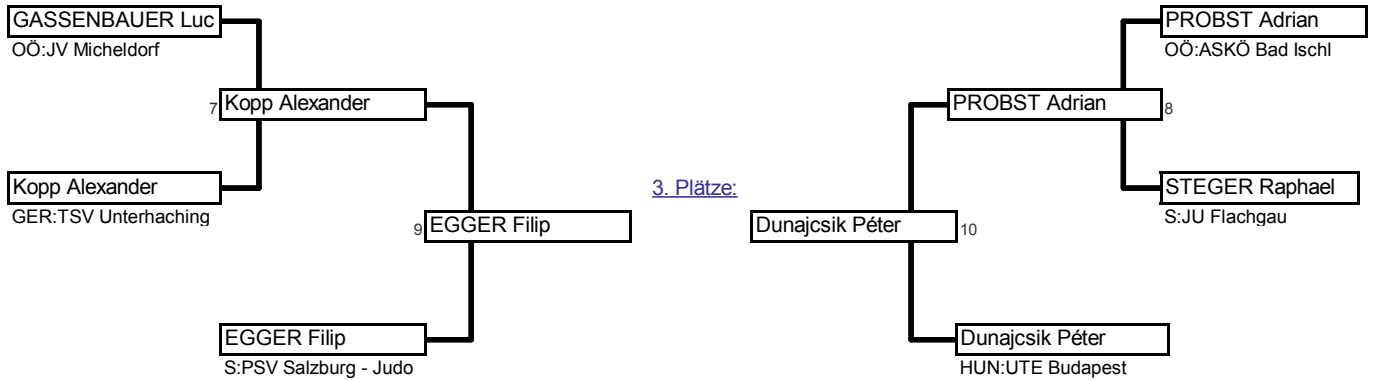 GASSENBAUER Luc
OÖ:JV Micheldorf
7 Kopp Alexander
Kopp Alexander
GER:TSV Unterhaching
9 EGGER Filip
EGGER Filip
S:PSV Salzburg - Judo
3. Plätze:
PROBST Adrian
OÖ:ASKÖ Bad Ischl
PROBST Adrian 8
STEGER Raphael
S:JU Flachgau
Dunajcsik Péter 10
Dunajcsik Péter
HUN:UTE Budapest